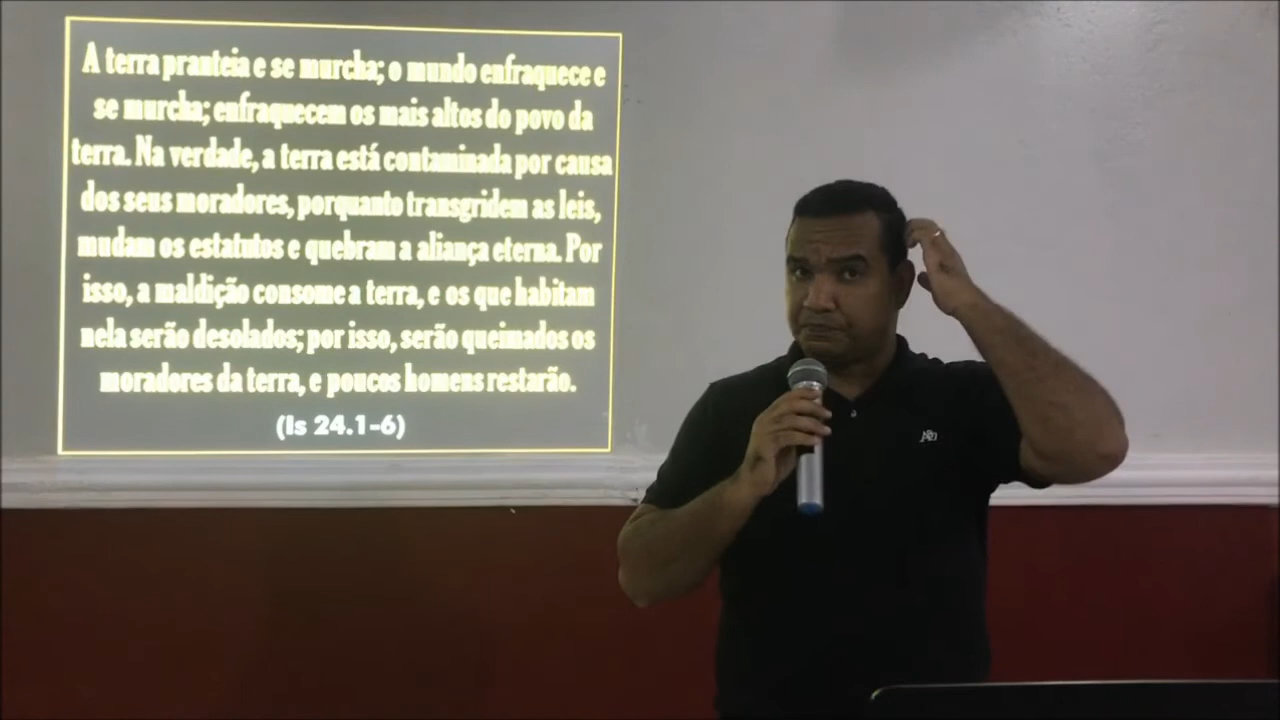 A terra pranteia e se murcha; o mundo enfraquece e
se murcha; enfraquecem os mais altos do povo da
terra. Na verdade, a terra está contaminada por causa
dos seus moradores, porquanto transgridem as leis,
mudam os estatutos e quebram a aliança eterna. Por
isso, a maldição consome a terra, e os que habitam
nela serão desolados; por isso, serão queimados os
moradores da terra, e poucos homens restarão.
(Is 24.1-6)